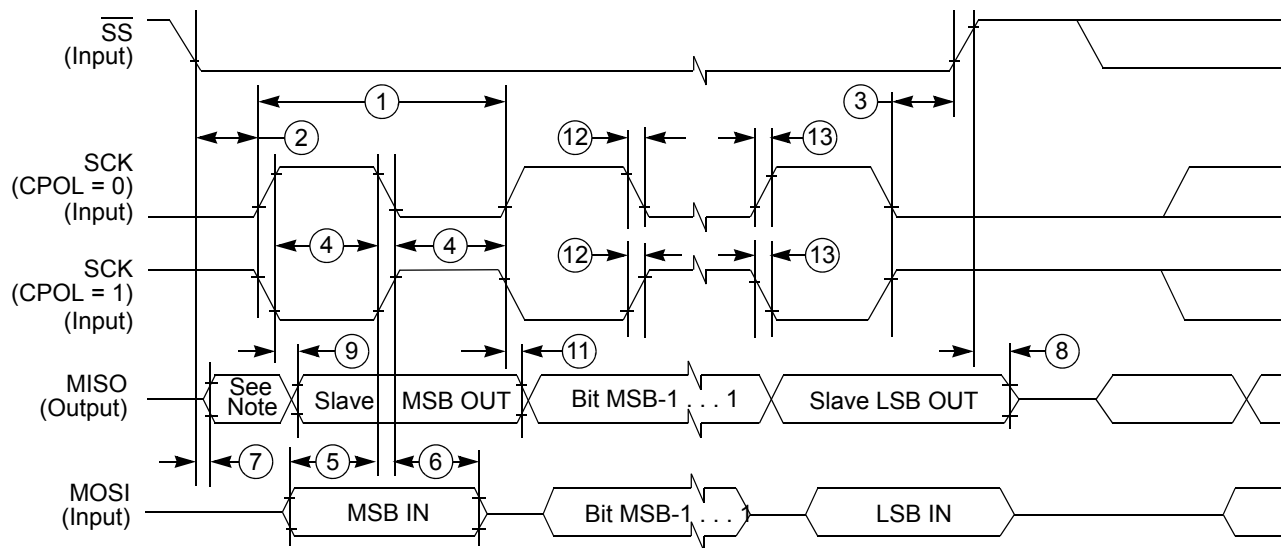 SS
(Input)
1
3
2
12
13
SCK
(CPOL = 0)
(Input)
4
4
SCK
(CPOL = 1)
(Input)
12
13
9
11
8
MISO
(Output)
See
Note
Slave
MSB OUT
Bit MSB-1 . . . 1
Slave LSB OUT
7
5
6
MOSI
(Input)
MSB IN
Bit MSB-1 . . . 1
LSB IN